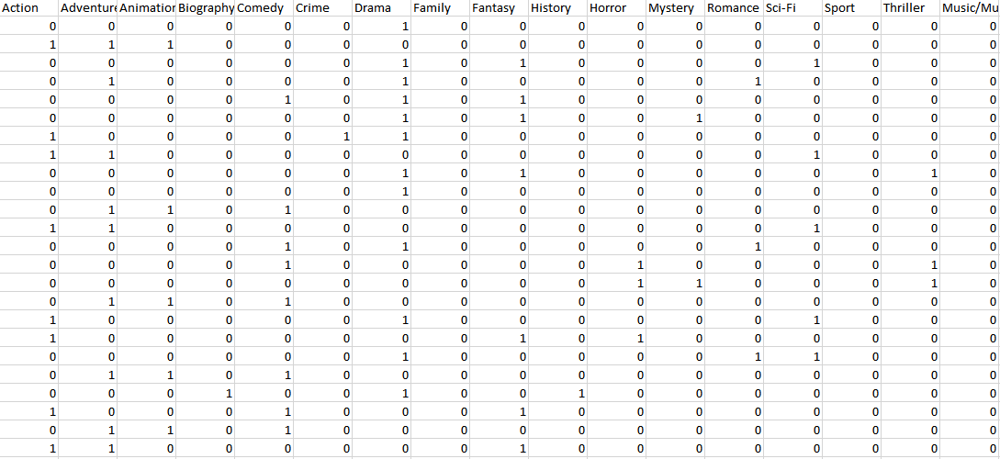 Action Adventure Animation Biography Comedy Crime Drama Family Fantasy History Horror Mystery Romance Sci-Fi Sport Thriller Music/Mu
0 0 0 0 0 0 1 0 0 0 0 0 0 0 0 0 0
1 1 1 0 0 0 0 0 0 0 0 0 0 0 0 0 0
0 0 0 0 0 0 1 0 1 0 0 0 0 1 0 0 0
0 1 0 0 0 0 1 0 0 0 0 0 1 0 0 0 0
0 0 0 0 1 0 1 0 1 0 0 0 0 0 0 0 0
0 0 0 0 0 0 1 0 1 0 0 1 0 0 0 0 0
1 0 0 0 0 1 1 0 0 0 0 0 0 0 0 0 0
1 1 0 0 0 0 0 0 0 0 0 0 0 1 0 0 0
0 0 0 0 0 0 1 0 1 0 0 0 0 0 0 1 0
0 0 0 0 0 0 1 0 0 0 0 0 0 0 0 0 0
0 1 1 0 1 0 0 0 0 0 0 0 0 0 0 0 0
1 1 0 0 0 0 0 0 0 0 0 0 0 1 0 0 0
0 0 0 0 1 0 1 0 0 0 0 0 1 0 0 0 0
0 0 0 0 1 0 0 0 0 0 1 0 0 0 0 1 0
0 0 0 0 0 0 0 0 0 0 1 1 0 0 0 1 0
0 1 1 0 1 0 0 0 0 0 0 0 0 0 0 0 0
1 0 0 0 0 0 1 0 0 0 0 0 0 1 0 0 0
1 0 0 0 0 0 0 0 1 0 1 0 0 0 0 0 0
0 0 0 0 0 0 1 0 0 0 0 0 1 1 0 0 0
0 1 1 0 1 0 0 0 0 0 0 0 0 0 0 0 0
0 0 0 1 0 0 1 0 0 1 0 0 0 0 0 0 0
1 0 0 0 1 0 0 0 1 0 0 0 0 0 0 0 0
0 1 1 0 1 0 0 0 0 0 0 0 0 0 0 0 0
1 1 0 0 0 0 0 0 1 0 0 0 0 0 0 0 0